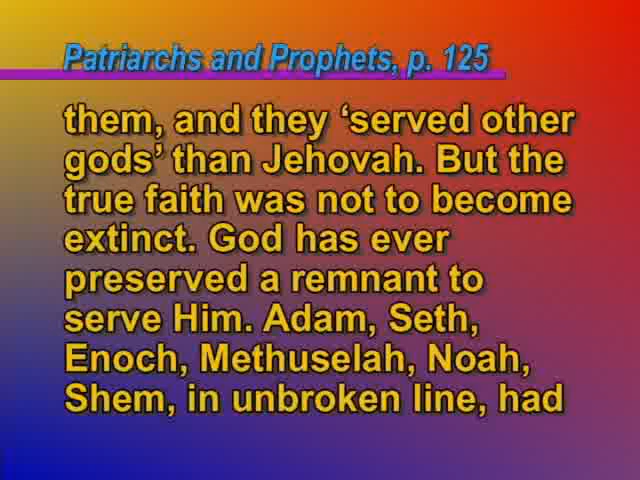 Patriarchs and Prophets, p. 125
them, and they ‘served other
gods’ than Jehovah. But the
true faith was not to become
extinct. God has ever
preserved a remnant to
serve Him. Adam, Seth,
Enoch, Methuselah, Noah,
Shem, in unbroken line, had